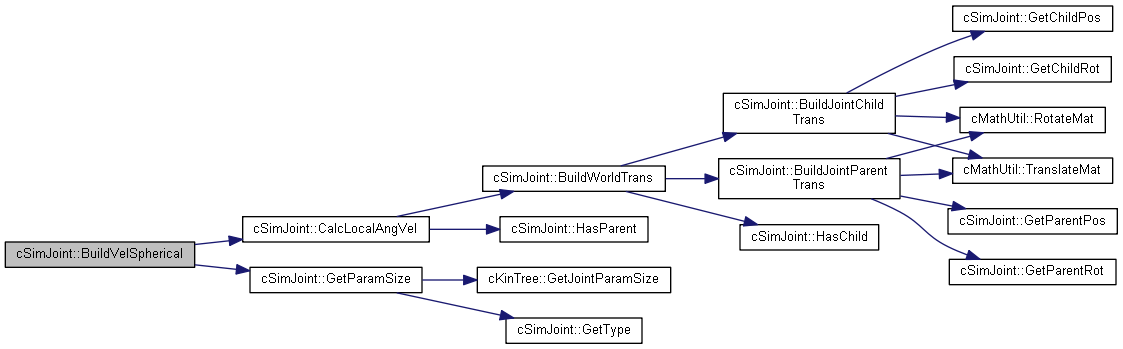 cSimJoint::GetChildPos
cSimJoint::GetChildRot
cSimJoint::BuildJointChild
Trans
cMathUtil::RotateMat
cSimJoint::BuildWorldTrans
cSimJoint::BuildJointParent
Trans
cMathUtil::TranslateMat
cSimJoint::GetParentPos
cSimJoint::CalcLocalAngVel
cSimJoint::HasParent
cSimJoint::HasChild
cSimJoint::BuildVelSpherical
cSimJoint::GetParentRot
cSimJoint::GetParamSize
cKinTree::GetJointParamSize
cSimJoint::GetType